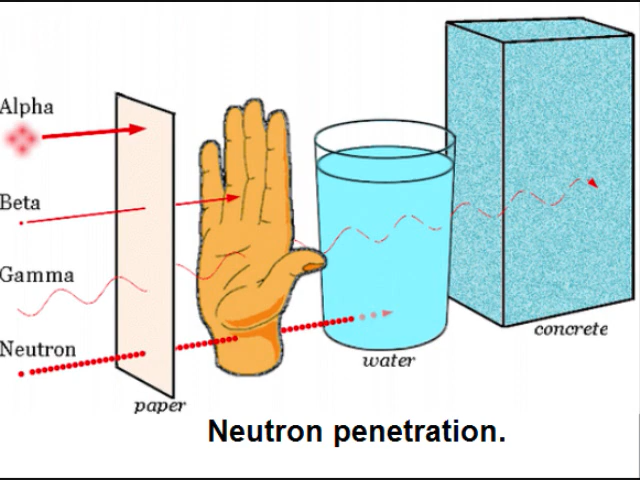 Alpha
Beta
Gamma
Neutron
paper
water
concrete
Neutron penetration.